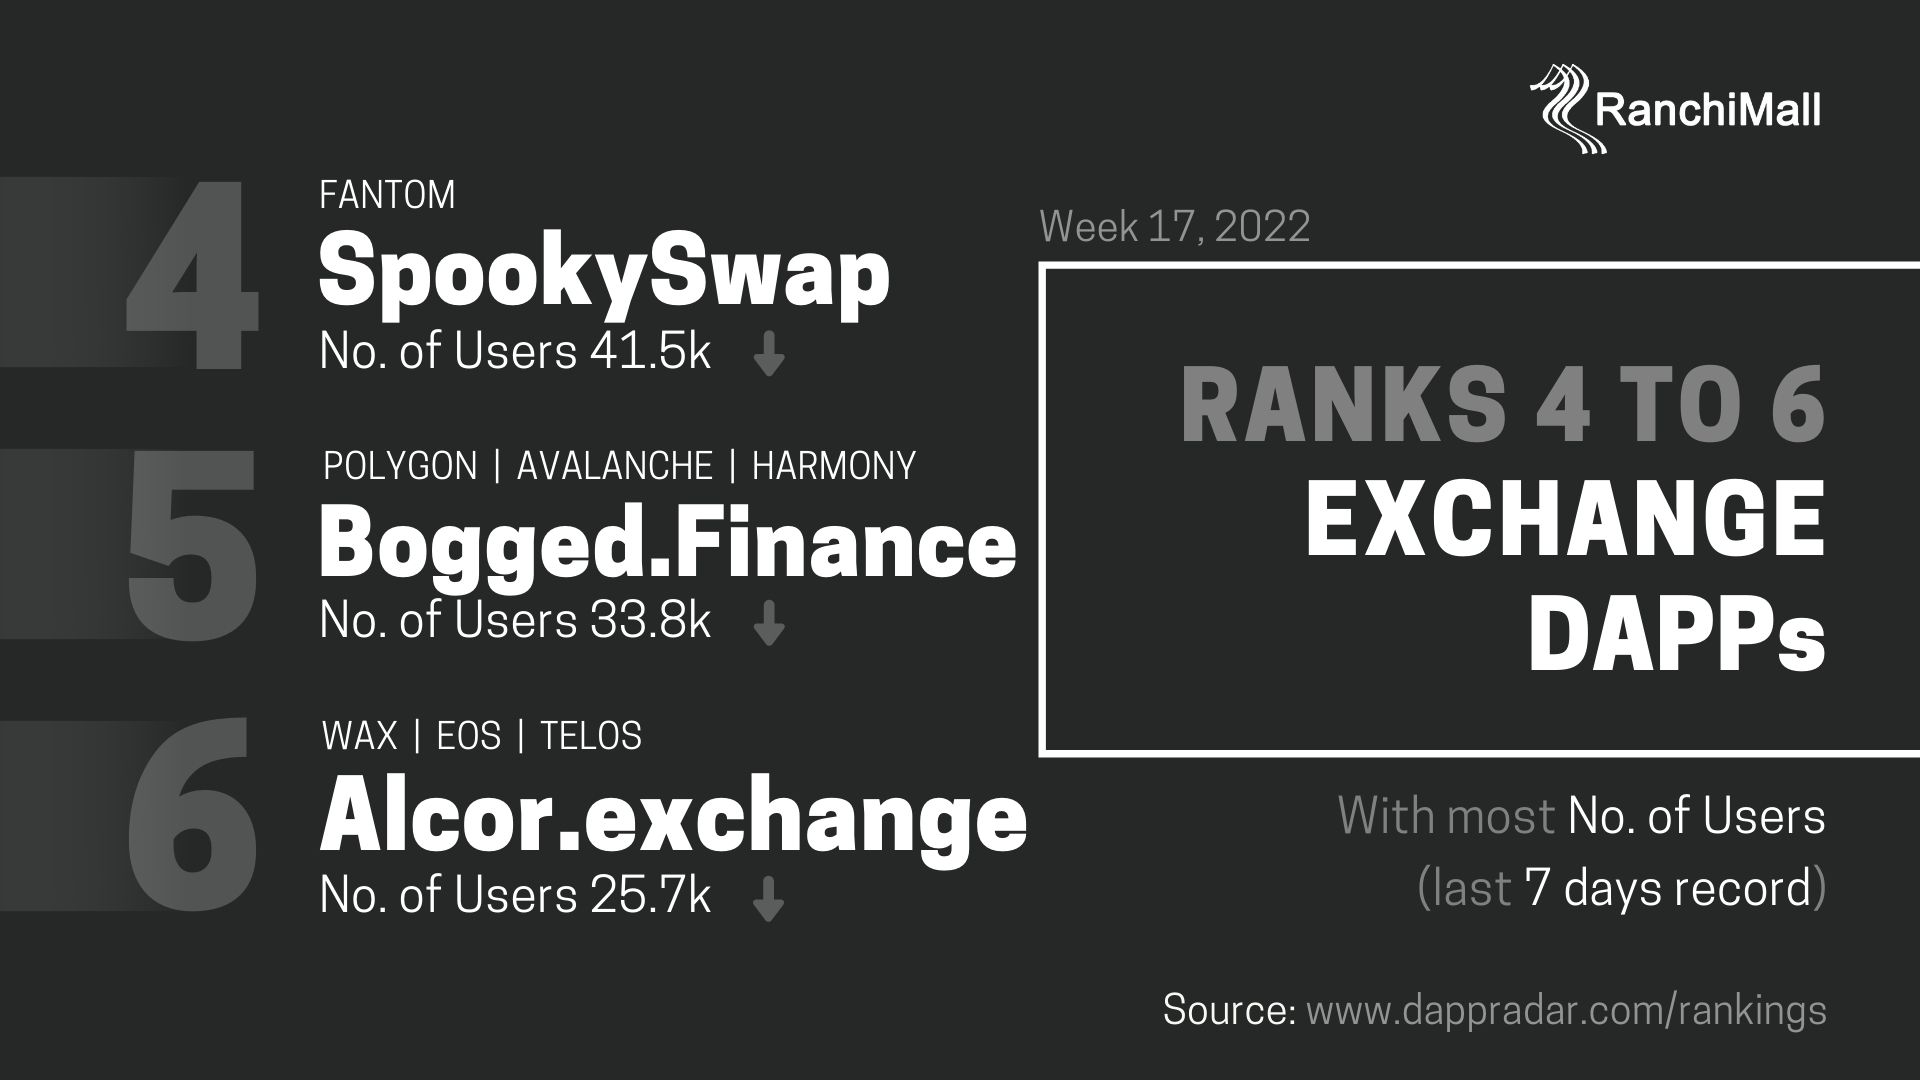 RanchiMall
4
FANTOM
SpookySwap
No. of Users 41.5k
5
POLYGON | AVALANCHE | HARMONY
Bogged.Finance
No. of Users 33.8k
6
WAX | EOS | TELOS
Alcor.exchange
No. of Users 25.7k
Week 17, 2022
RANKS 4 TO 6
EXCHANGE
DAPPs
With most No. of Users
(last 7 days record)
Source: www.dappradar.com/rankings